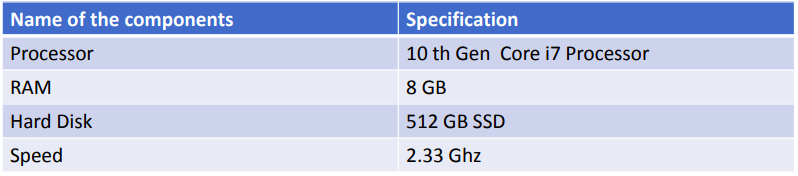 Name of the components Specification
Processor 10 th Gen Core i7 Processor
RAM 8 GB
Hard Disk 512 GB SSD
Speed 2.33 Ghz